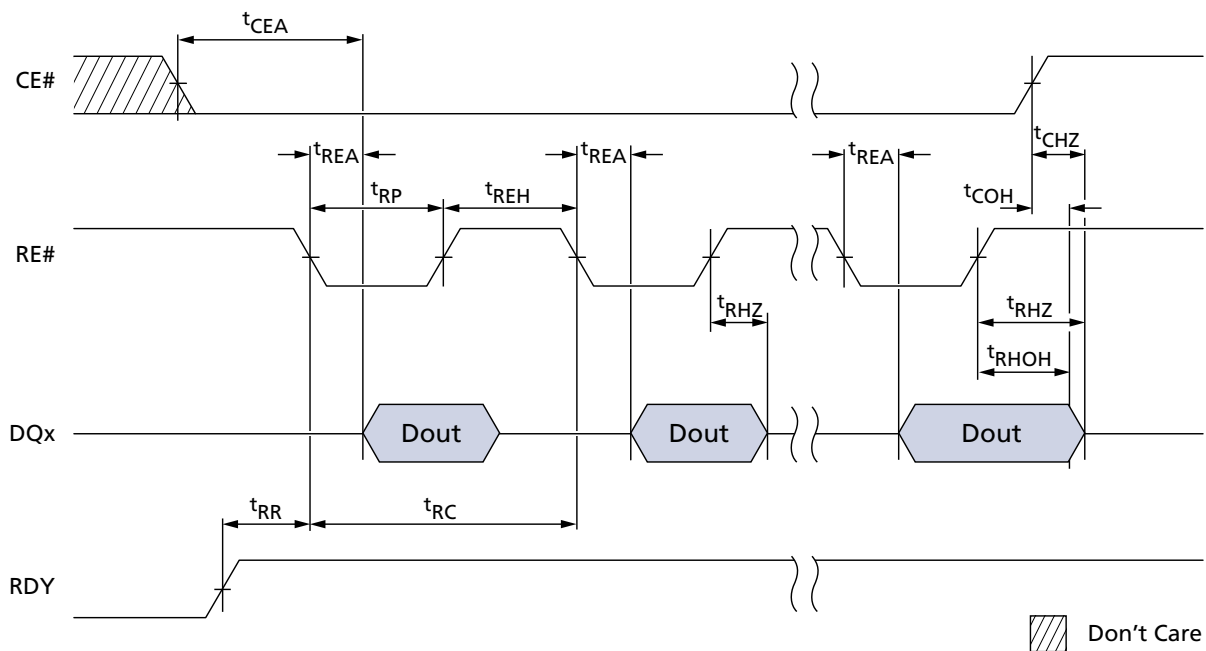 tCEA
CE#
tCHZ
tREA
tREA
tREA
tRP
tREH
tCOH
RE#
tRHZ
tRHZ
tRHOH
DQx
Dout
Dout
Dout
tRR
tRC
RDY
Don't Care